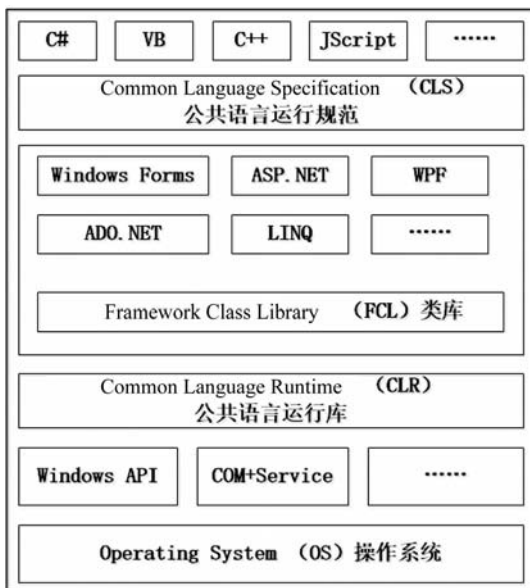 C# VB C++ JScript ……
Common Language Specification （CLS）
公共语言运行规范
Windows Forms ASP.NET WPF
ADO.NET LINQ ……
Framework Class Library （FCL）类库
Common Language Runtime （CLR）
公共语言运行库
Windows API COM+Service ……
Operating System （OS）操作系统